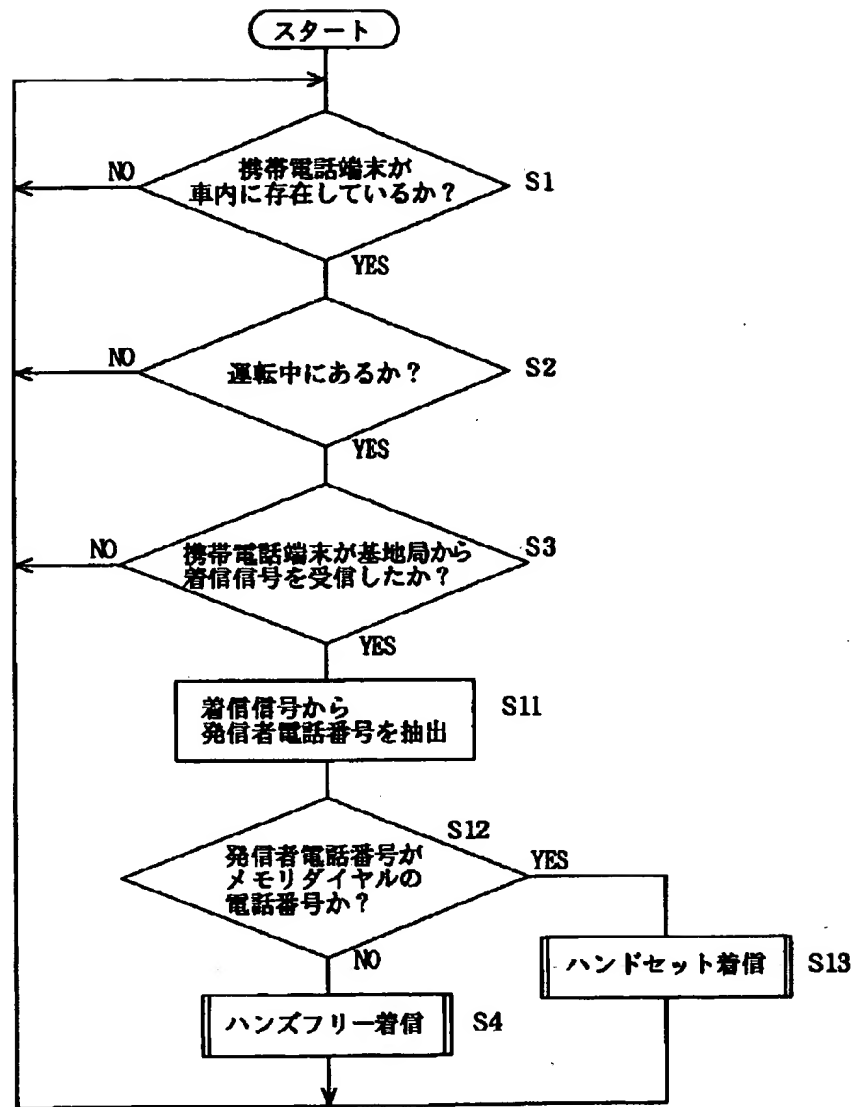 スタート
NO
携帯電話端末が
車内に存在しているか？
S1
YES
NO
運転中にあるか？
S2
YES
NO
携帯電話端末が基地局から
着信信号を受信したか？
S3
YES
着信信号から
発信者電話番号を抽出
S11
S12
発信者電話番号が
メモリダイヤルの
電話番号か？
YES
NO
ハンドセット着信
S13
ハンズフリー着信
S4